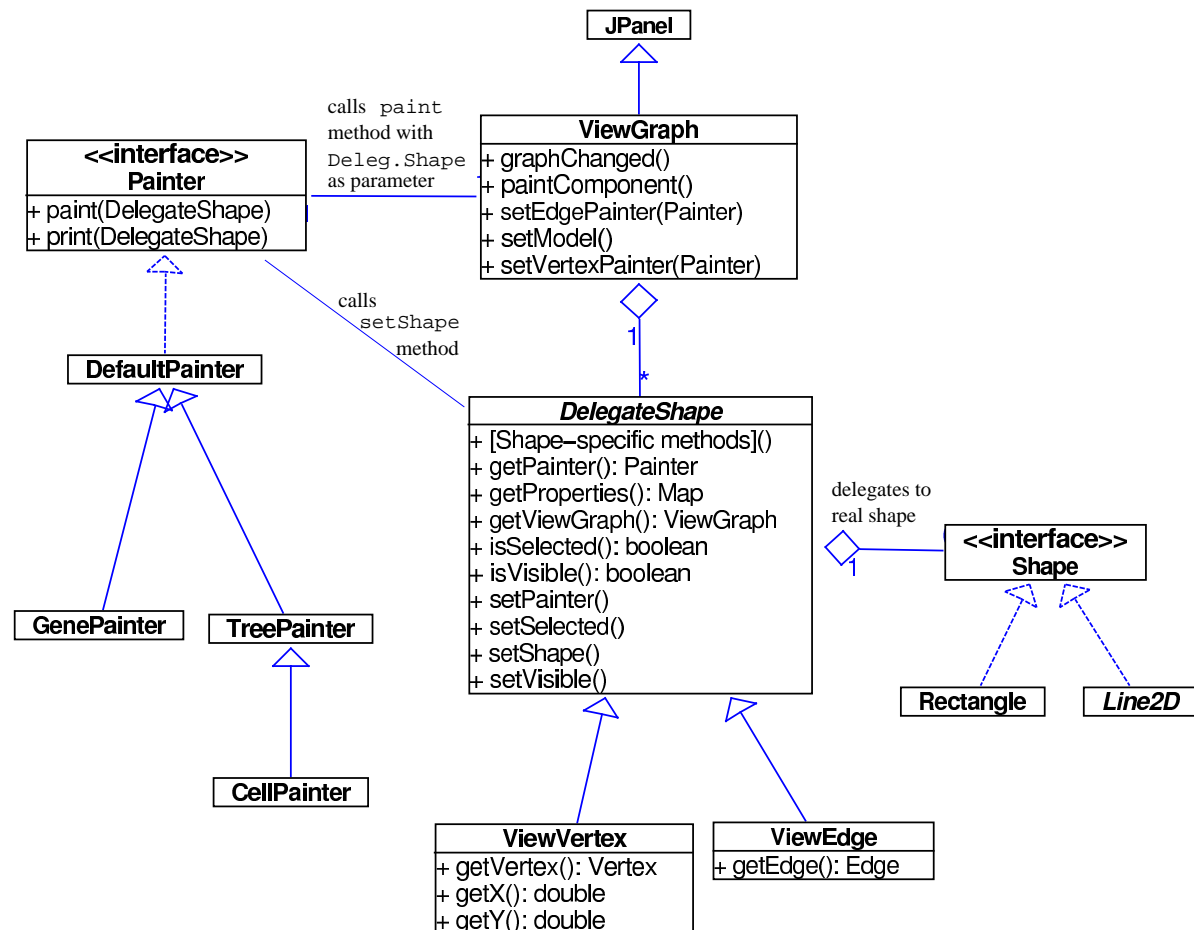 JPanel
calls paint
method with
Deleg.Shape
as parameter
ViewGraph
+ graphChanged()
+ paintComponent()
+ setEdgePainter(Painter)
+ setModel()
+ setVertexPainter(Painter)
<<interface>>
Painter
+ paint(DelegateShape)
+ print(DelegateShape)
calls
setShape
method
1
*
DefaultPainter
DelegateShape
+ [Shape–specific methods]()
+ getPainter(): Painter
+ getProperties(): Map
+ getViewGraph(): ViewGraph
+ isSelected(): boolean
+ isVisible(): boolean
+ setPainter()
+ setSelected()
+ setShape()
+ setVisible()
delegates to
real shape
1
<<interface>>
Shape
GenePainter
TreePainter
Rectangle
Line2D
CellPainter
ViewVertex
+ getVertex(): Vertex
+ getX(): double
+ getY(): double
ViewEdge
+ getEdge(): Edge